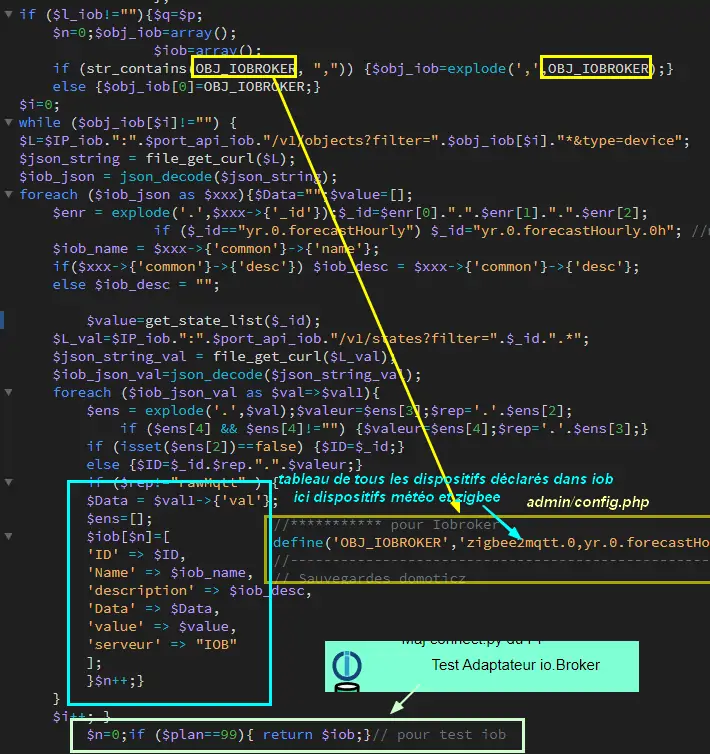 if ($l_iob!=""){$q=$p;
$n=0;$obj_iob=array();
$iob=array();
if (str_contains(OBJ_IOBROKER, ",")) {$obj_iob=explode(',',OBJ_IOBROKER);}
else {$obj_iob[0]=OBJ_IOBROKER;}
$i=0;
while ($obj_iob[$i]!="") {
$L=$IP_iob.":".$port_api_iob."/v1/objects?filter=".$obj_iob[$i]."*&type=device";
$json_string = file_get_curl($L);
$iob_json = json_decode($json_string);
foreach ($iob_json as $xxx){$Data="";$value=[];
$enr = explode('.',$xxx->{'_id'});$_id=$enr[0].".".$enr[1].".".$enr[2];
if ($_id=="yr.0.forecastHourly") $_id="yr.0.forecastHourly.0h"; //
$iob_name = $xxx->{'common'}->{'name'};
if($xxx->{'common'}->{'desc'}) $iob_desc = $xxx->{'common'}->{'desc'};
else $iob_desc = "";
$value=get_state_list($_id);
$L_val=$IP_iob.":".$port_api_iob."/v1/states?filter=".$_id.".*";
$json_string_val = file_get_curl($L_val);
$iob_json_val=json_decode($json_string_val);
foreach ($iob_json_val as $val=>$val1){
$ens = explode('.',$val);$valeur=$ens[3];$rep='.'.$ens[2];
if ($ens[4] && $ens[4]!="") {$valeur=$ens[4];$rep='.'.$ens[3];}
if (isset($ens[2])==false) {$ID=$_id;}
else {$ID=$_id.$rep.".".$valeur;}
if ($rep!="rawMqtt" ) {
tableau de tous les dispositifs déclarés dans iob
ici dispositifs météo et zigbee
admin/config.php
$Data = $val1->{'val'};
$ens=[];
$iob[$n]=[
'ID' => $ID,
'Name' => $iob_name,
'description' => $iob_desc,
'Data' => $Data,
'value' => $value,
'serveur' => "IOB"
];
}$n++;}
//*********** pour Iobroker
define('OBJ_IOBROKER','zigbee2mqtt.0,yr.0.forecastHo
//----------------------------------------------------
// Sauvegardes domoticz
Maj connect.py du PI
Test Adaptateur io.Broker
}
$i++; }
$n=0;if ($plan==99){ return $iob;}// pour test iob